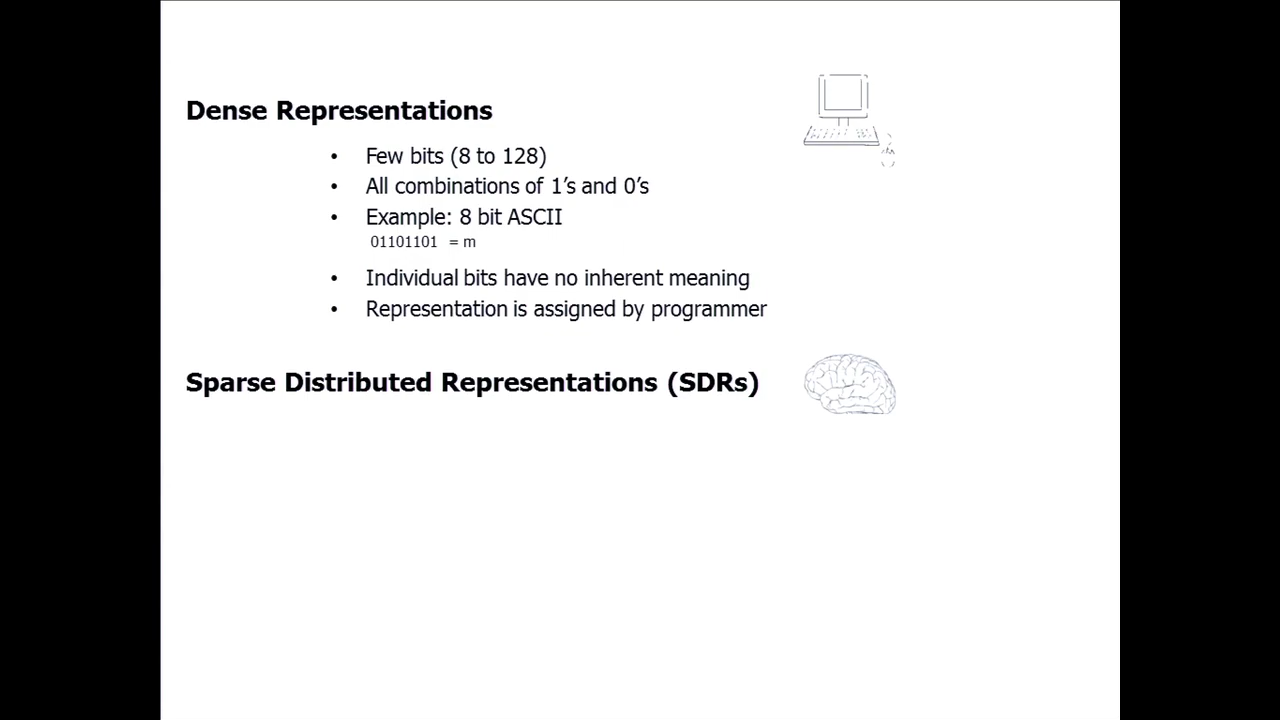 Dense Representations
• Few bits (8 to 128)
• All combinations of 1’s and 0’s
• Example: 8 bit ASCII
01101101 = m
• Individual bits have no inherent meaning
• Representation is assigned by programmer
Sparse Distributed Representations (SDRs)